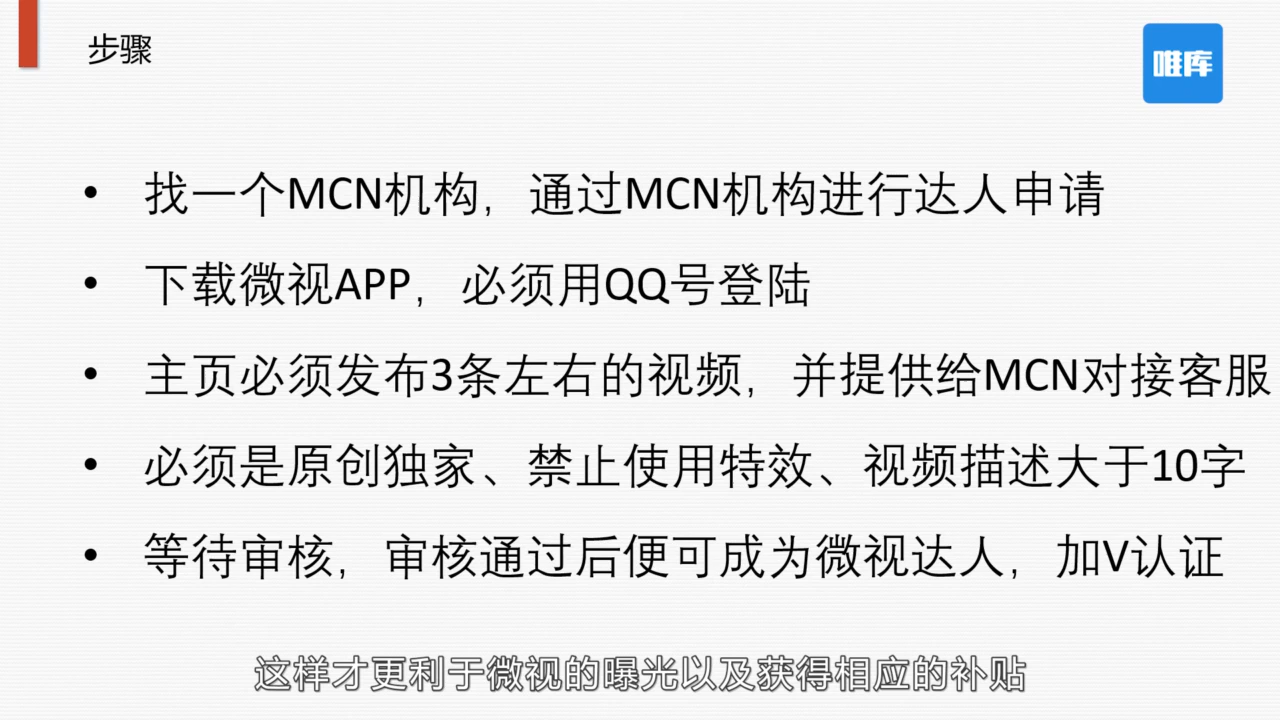 步骤
唯库
• 找一个MCN机构，通过MCN机构进行达人申请
• 下载微视APP，必须用QQ号登陆
• 主页必须发布3条左右的视频，并提供给MCN对接客服
• 必须是原创独家、禁止使用特效、视频描述大于10字
• 等待审核，审核通过后便可成为微视达人，加V认证
这样才更利于微视的曝光以及获得相应的补贴